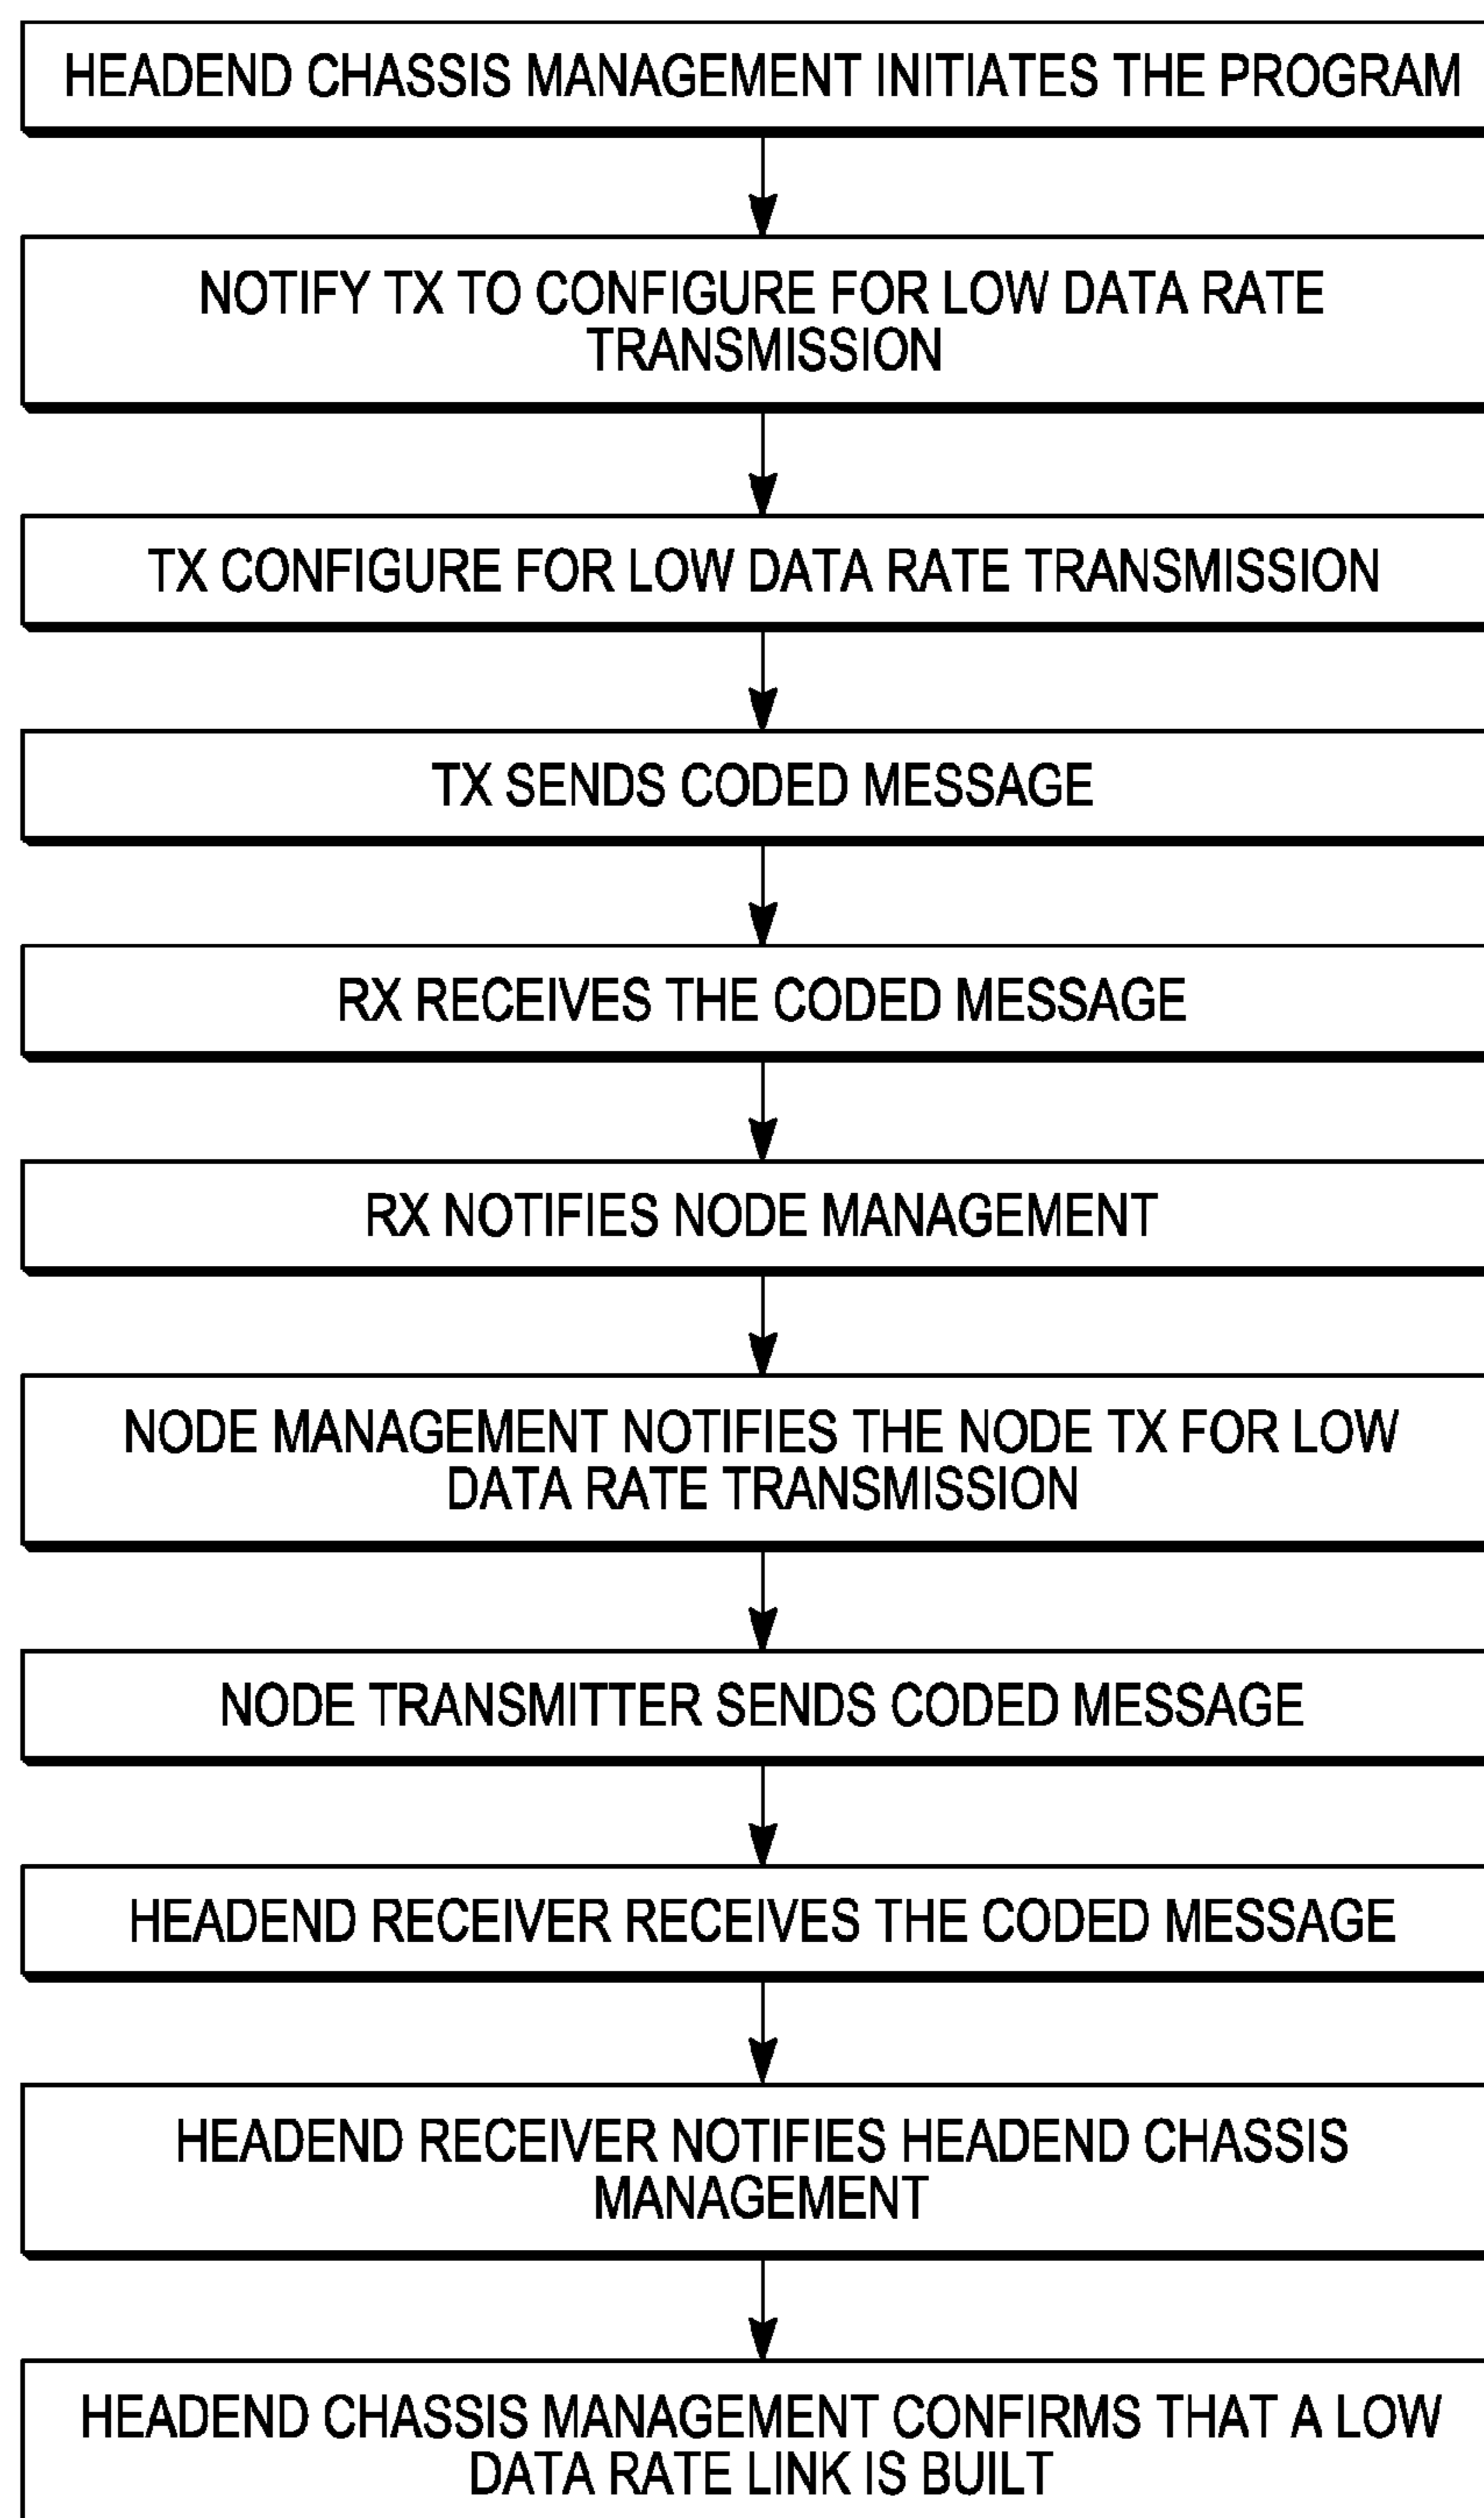 HEADEND CHASSIS MANAGEMENT INITIATES THE PROGRAM
NOTIFY TX TO CONFIGURE FOR LOW DATA RATE
TRANSMISSION
TX CONFIGURE FOR LOW DATA RATE TRANSMISSION
TX SENDS CODED MESSAGE
RX RECEIVES THE CODED MESSAGE
RX NOTIFIES NODE MANAGEMENT
NODE MANAGEMENT NOTIFIES THE NODE TX FOR LOW
DATA RATE TRANSMISSION
NODE TRANSMITTER SENDS CODED MESSAGE
HEADEND RECEIVER RECEIVES THE CODED MESSAGE
HEADEND RECEIVER NOTIFIES HEADEND CHASSIS
MANAGEMENT
HEADEND CHASSIS MANAGEMENT CONFIRMS THAT A LOW
DATA RATE LINK IS BUILT